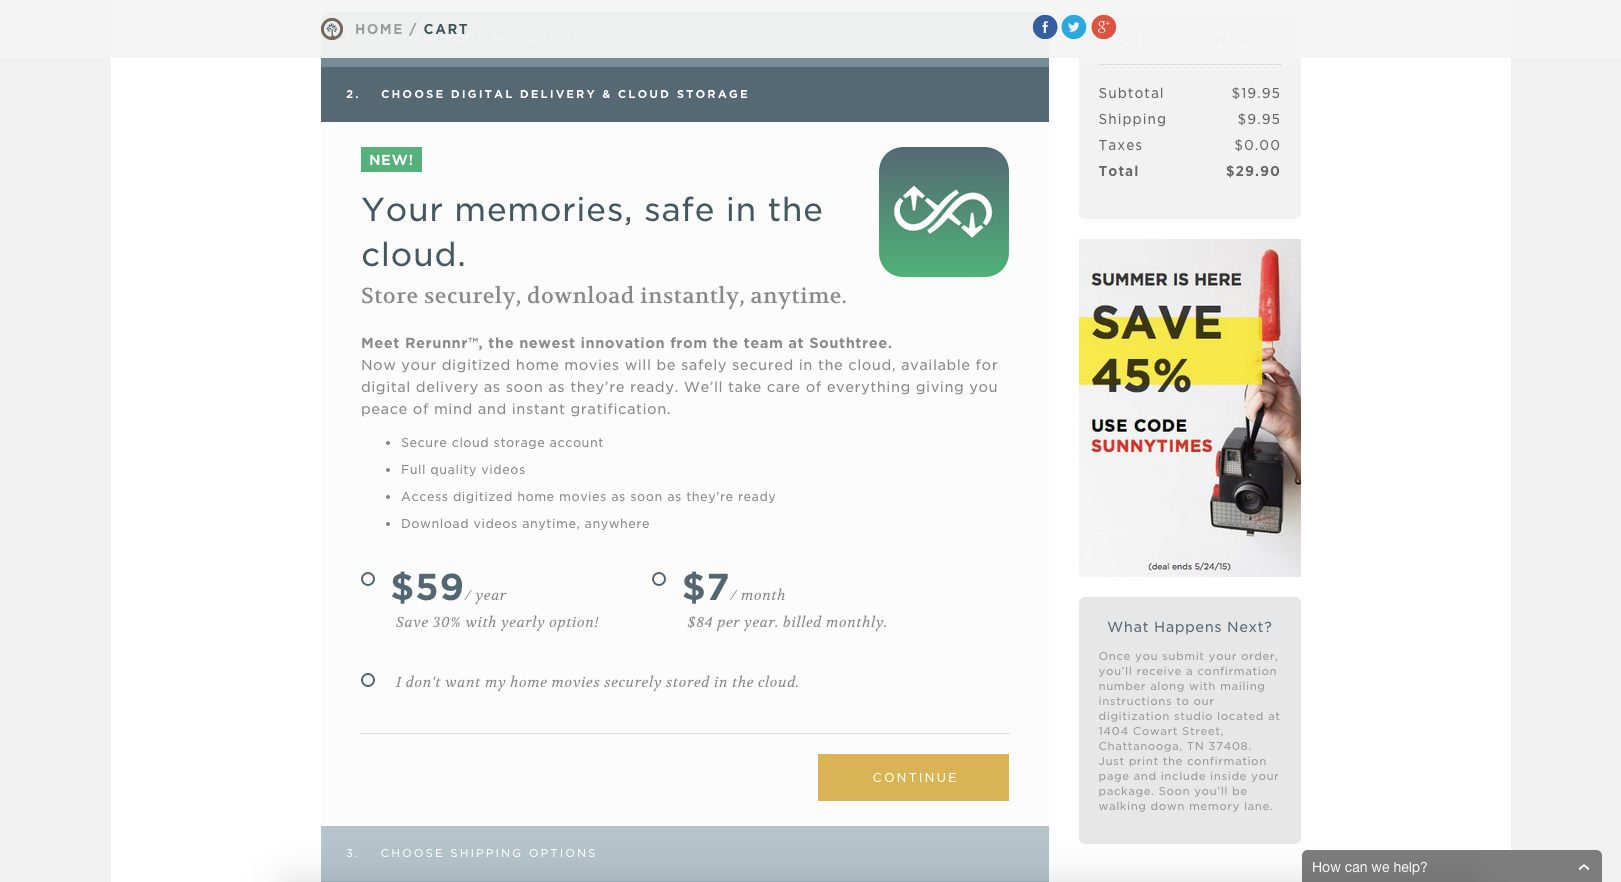 HOME / CART
2. CHOOSE DIGITAL DELIVERY & CLOUD STORAGE
NEW!
Your memories, safe in the
cloud.
Store securely, download instantly, anytime.
Meet Rerunnr™, the newest innovation from the team at Southtree.
Now your digitized home movies will be safely secured in the cloud, available for
digital delivery as soon as they're ready. We'll take care of everything giving you
peace of mind and instant gratification.
• Secure cloud storage account
• Full quality videos
• Access digitized home movies as soon as they're ready
• Download videos anytime, anywhere
$59 / year
Save 30% with yearly option!
$7 / month
$84 per year. billed monthly.
I don't want my home movies securely stored in the cloud.
CONTINUE
3. CHOOSE SHIPPING OPTIONS
ORDER SUMMARY
Subtotal $19.95
Shipping $9.95
Taxes $0.00
Total $29.90
SUMMER IS HERE
SAVE
45%
USE CODE
SUNNYTIMES
(deal ends 5/24/15)
What Happens Next?
Once you submit your order,
you'll receive a confirmation
number along with mailing
instructions to our
digitization studio located at
1404 Cowart Street,
Chattanooga, TN 37408.
Just print the confirmation
page and include inside your
package. Soon you'll be
walking down memory lane.
How can we help?